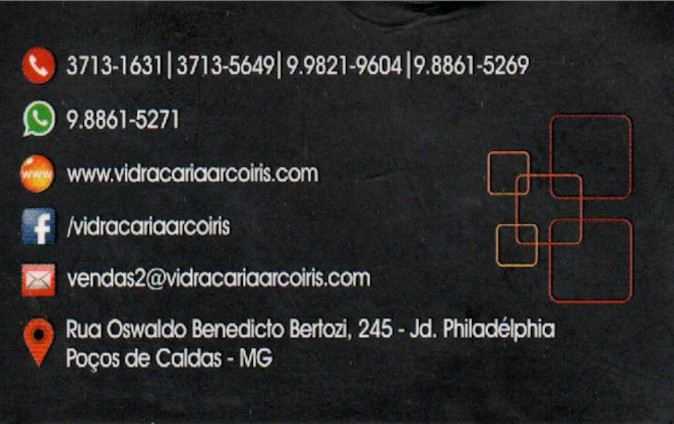 3713-1631|3713-5649|9.9821-9604|9.8861-5269
9.8861-5271
www
www.vidracariaarcoiris.com
f
/vidracariaarcoiris
vendas2@vidracariaarcoiris.com
Rua Oswaldo Benedicto Bertozi, 245 - Jd. Philadélphia
Poços de Caldas - MG